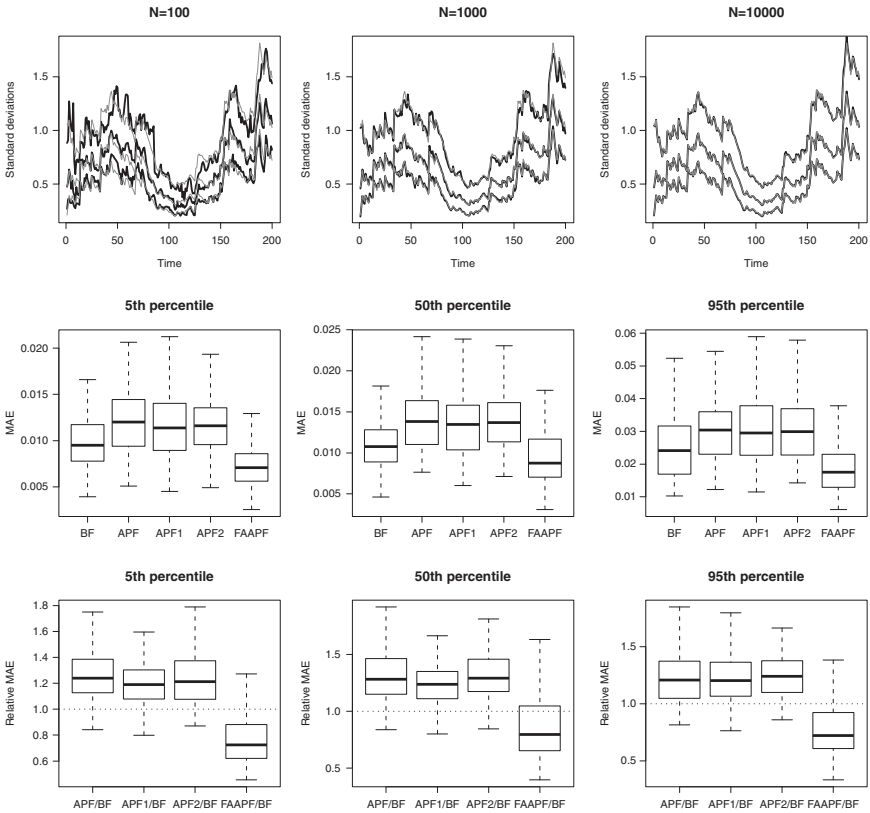 N=100
N=1000
N=10000
Standard deviations
1.5
1.0
0.5
0
50
100
150
200
Time
Standard deviations
1.5
1.0
0.5
0
50
100
150
200
Time
Standard deviations
1.5
1.0
0.5
0
50
100
150
200
Time
5th percentile
50th percentile
95th percentile
MAE
0.020
0.015
0.010
0.005
BF
APF
APF1
APF2
FAAPF
MAE
0.025
0.020
0.015
0.010
0.005
BF
APF
APF1
APF2
FAAPF
MAE
0.06
0.05
0.04
0.03
0.02
0.01
BF
APF
APF1
APF2
FAAPF
5th percentile
50th percentile
95th percentile
Relative MAE
1.8
1.6
1.4
1.2
1.0
0.8
0.6
APF/BF
APF1/BF
APF2/BF
FAAPF/BF
Relative MAE
1.5
1.0
0.5
APF/BF
APF1/BF
APF2/BF
FAAPF/BF
Relative MAE
1.5
1.0
0.5
APF/BF
APF1/BF
APF2/BF
FAAPF/BF